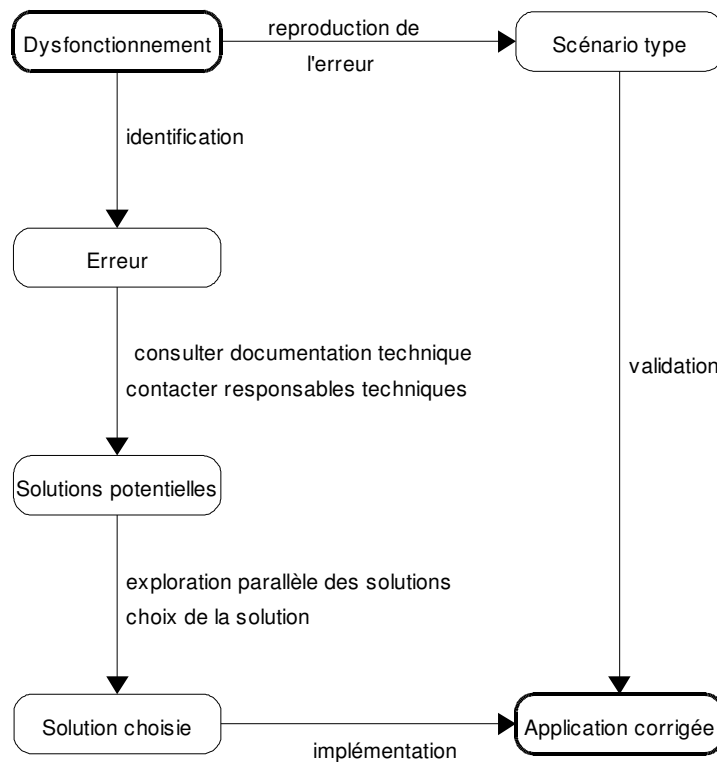 Dysfonctionnement
reproduction de
l'erreur
Scénario type
identification
Erreur
consulter documentation technique
contacter responsables techniques
validation
Solutions potentielles
exploration parallèle des solutions
choix de la solution
Solution choisie
implémentation
Application corrigée